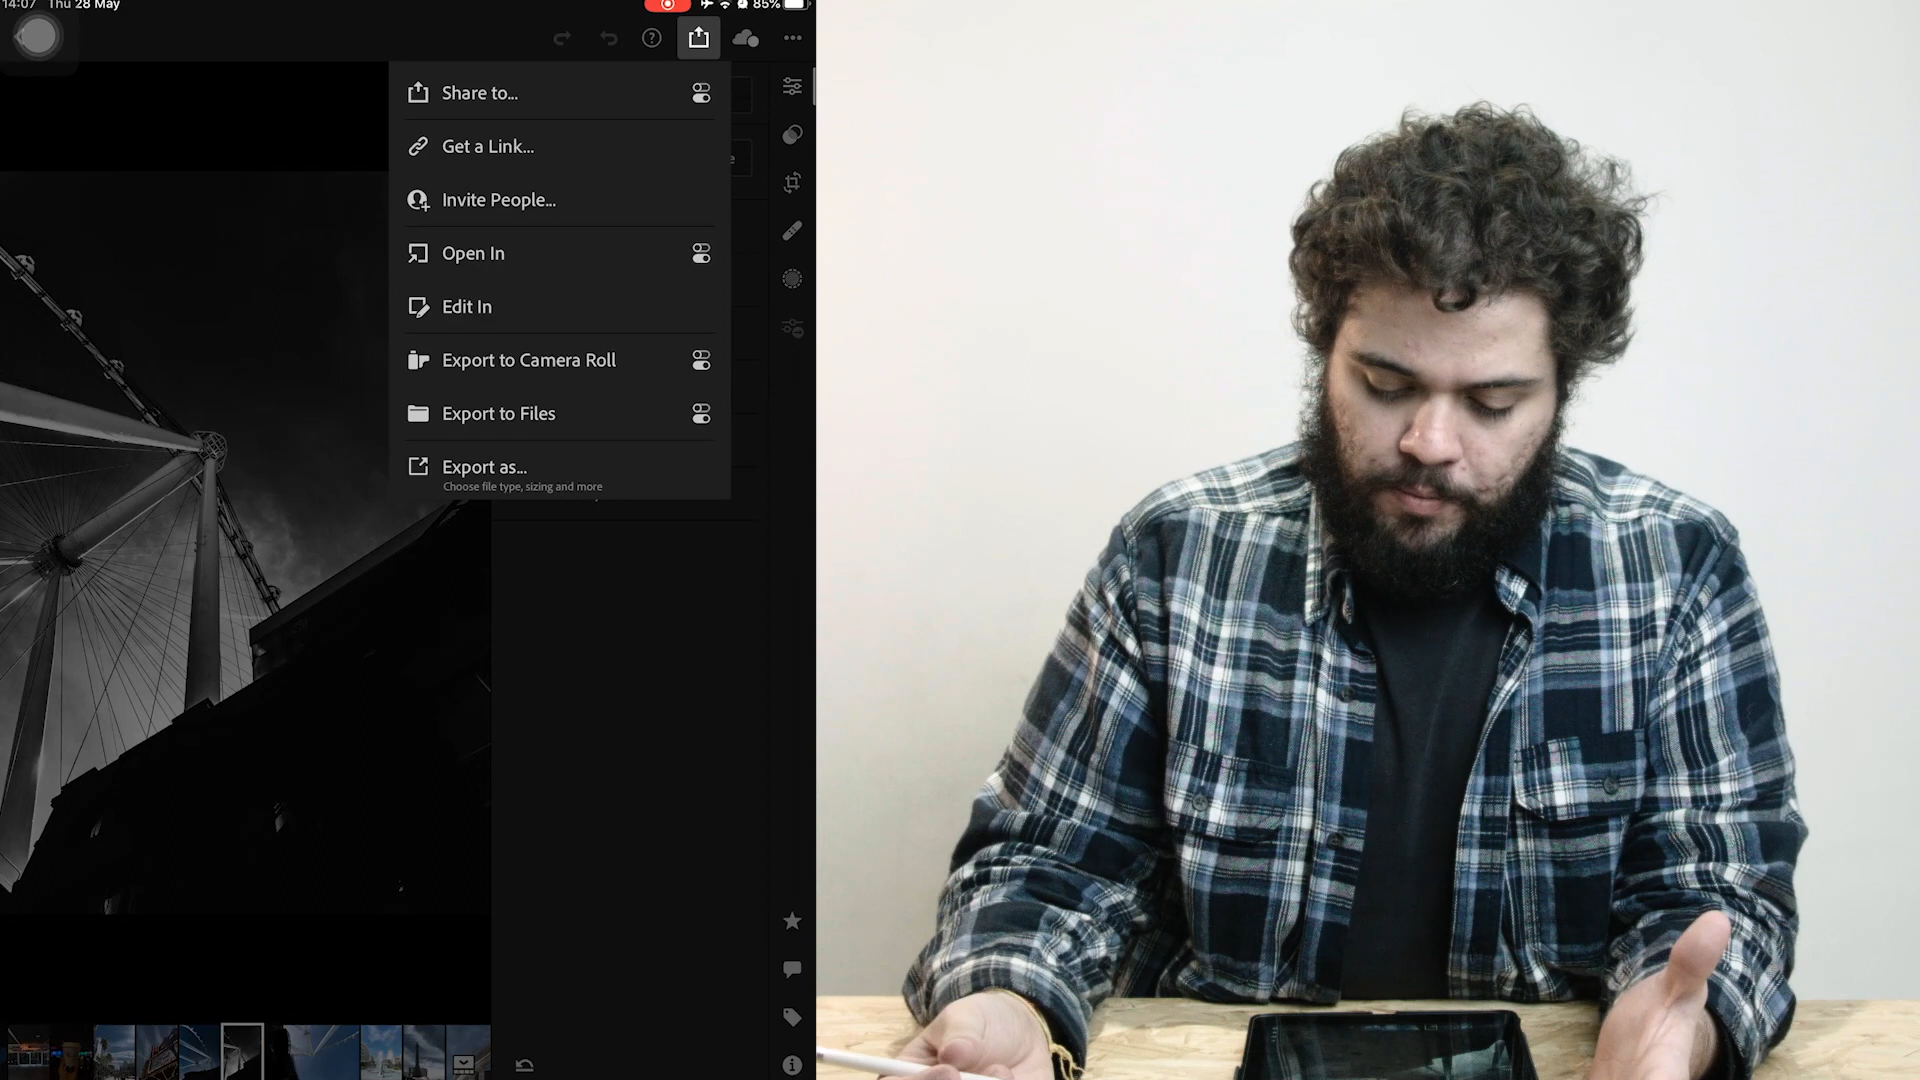 14:07 Thu 28 May
85%
Share to...
Get a Link...
Invite People...
Open In
Edit In
Export to Camera Roll
Export to Files
Export as...
Choose file type, sizing and more